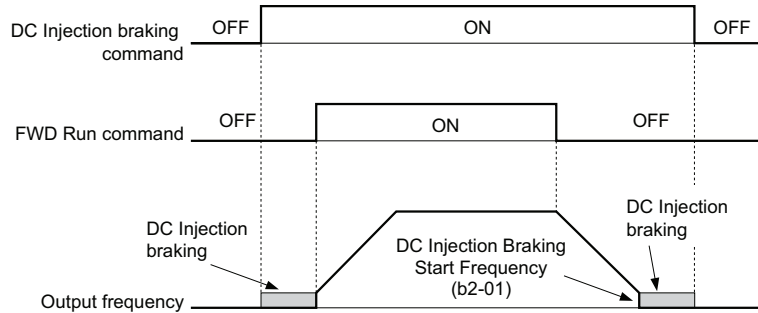 DC Injection braking
command
OFF
ON
OFF
FWD Run command
OFF
ON
OFF
DC Injection
braking
DC Injection Braking
Start Frequency
(b2-01)
DC Injection
braking
Output frequency